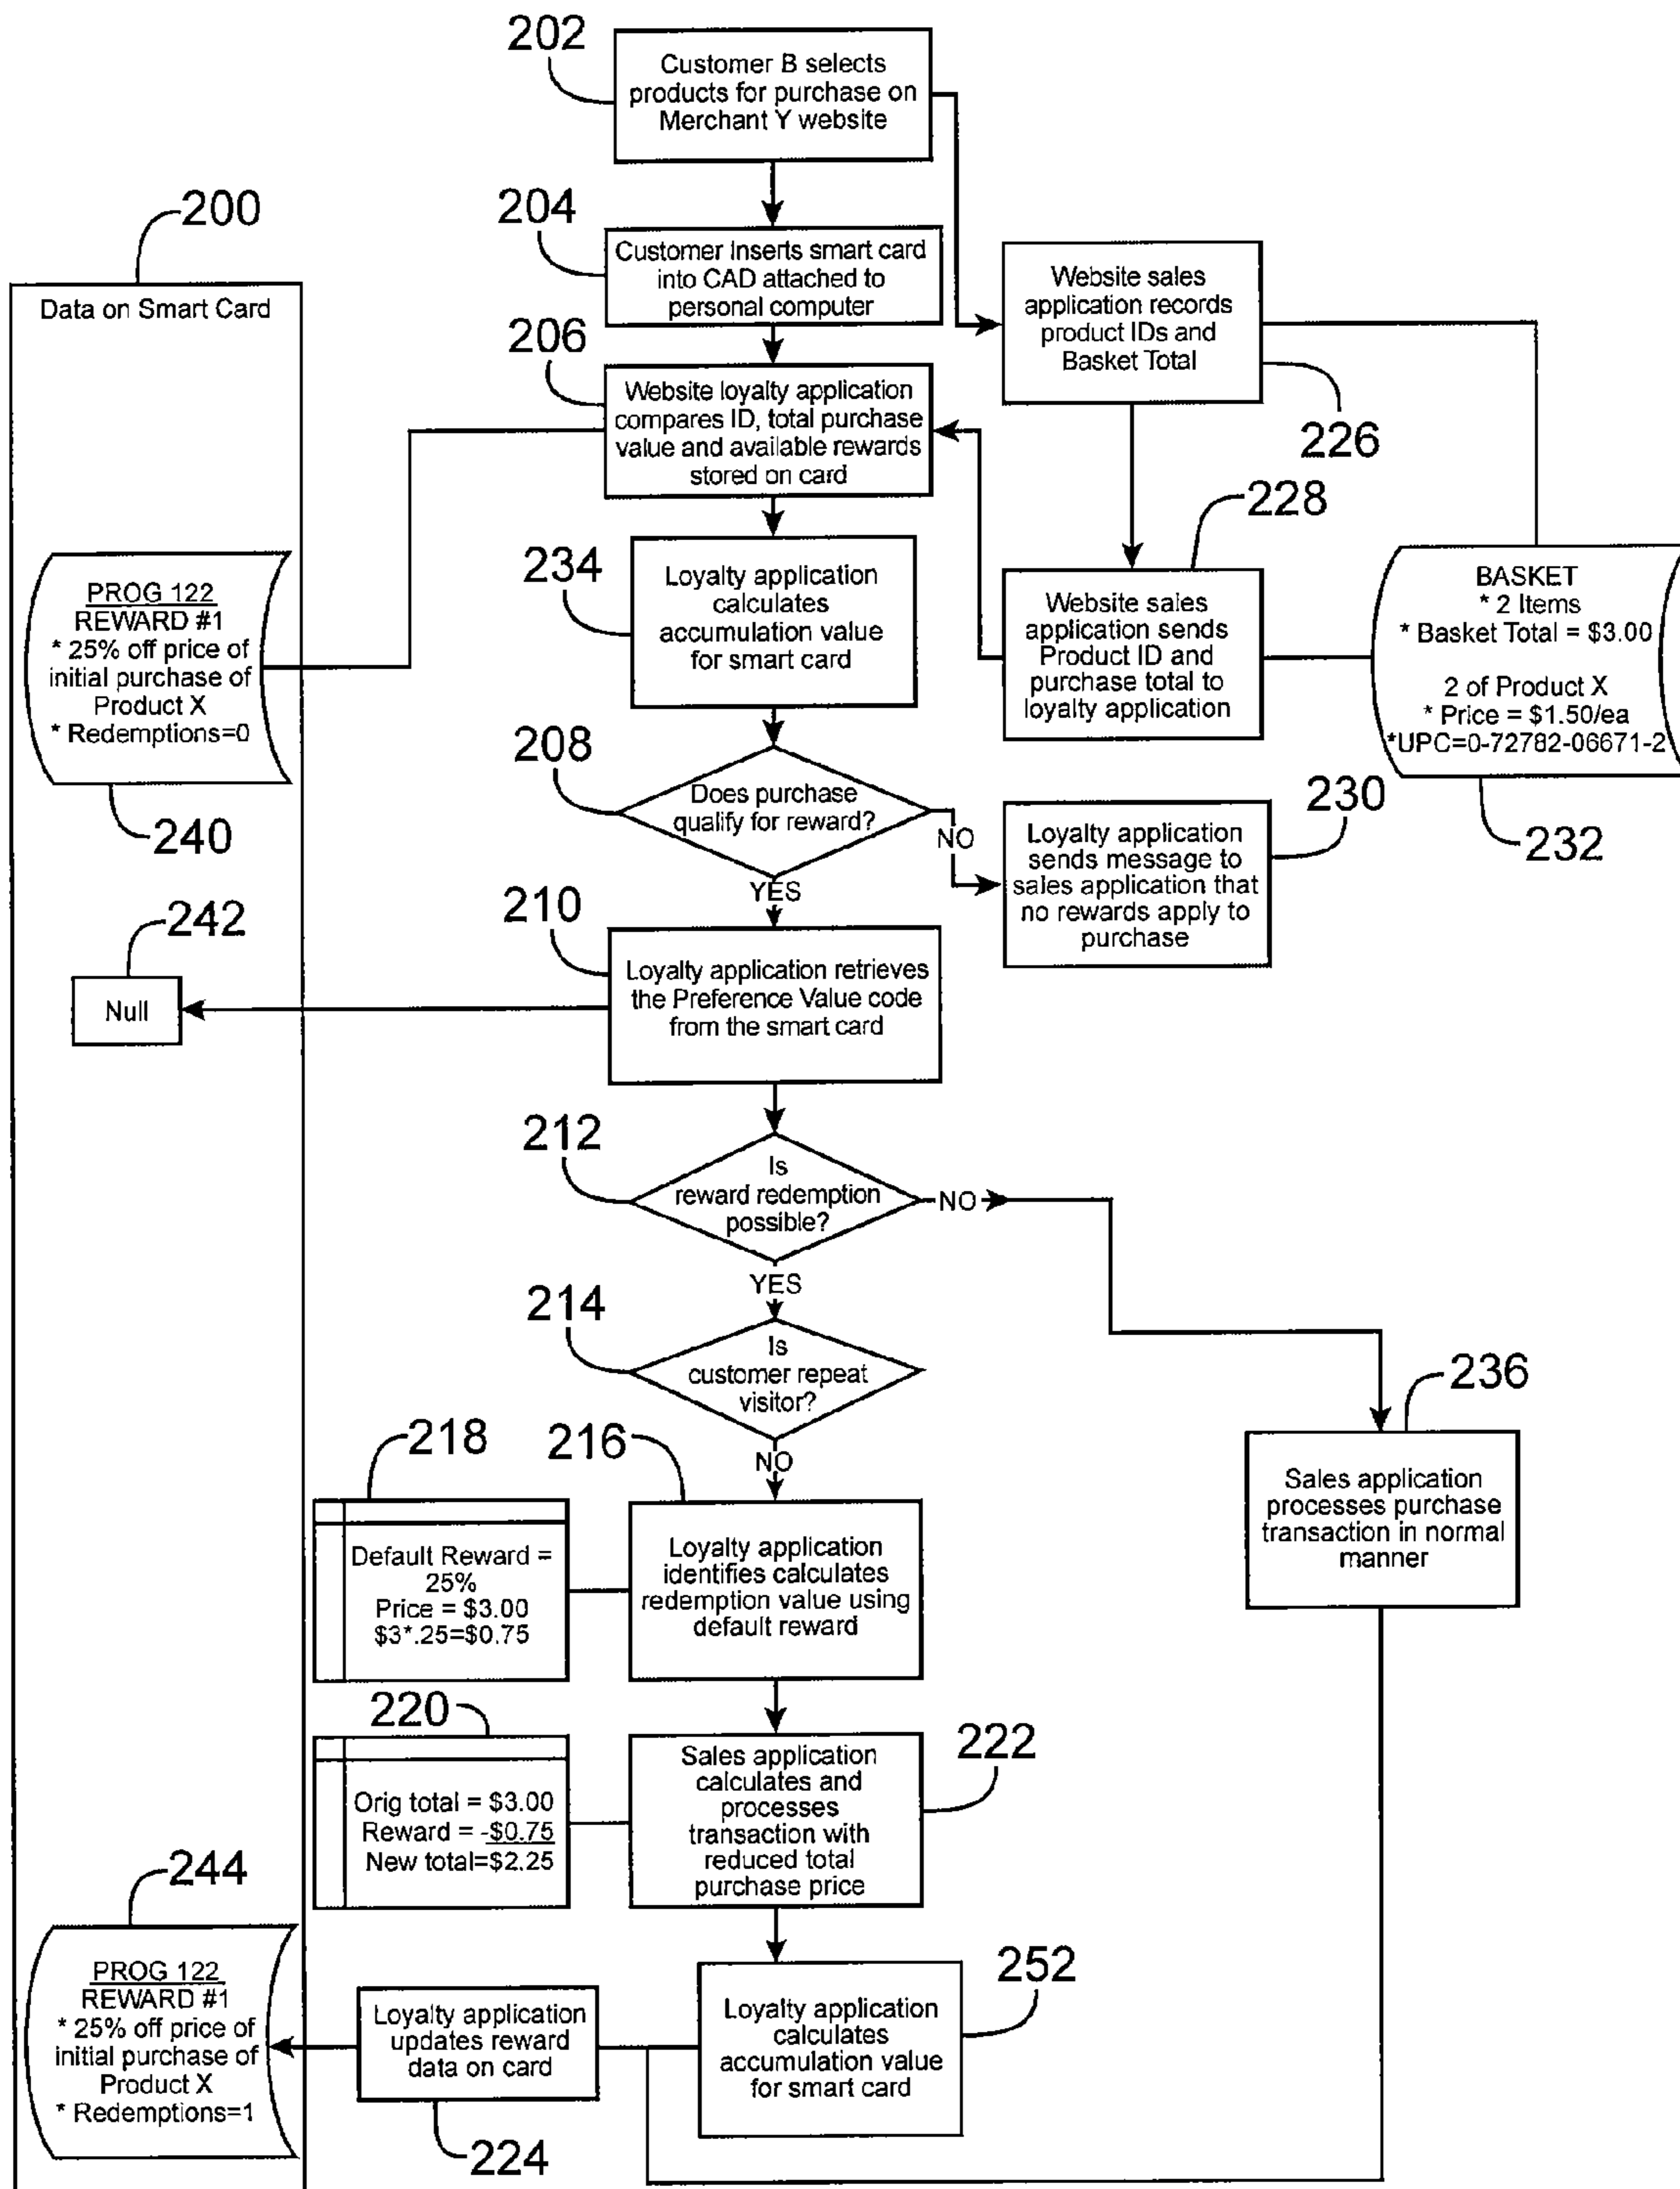 202
Customer B selects
products for purchase on
Merchant Y website
200
204
Data on Smart Card
Customer Inserts smart card
into CAD attached to
personal computer
Website sales
application records
product IDs and
Basket Total
226
206
Website loyalty application
compares ID, total purchase
value and available rewards
stored on card
228
234
Loyalty application
calculates
accumulation value
for smart card
Website sales
application sends
Product ID and
purchase total to
loyalty application
BASKET
* 2 Items
* Basket Total = $3.00
2 of Product X
* Price = $1.50/ea
*UPC=0-72782-06671-2
232
PROG 122
REWARD #1
* 25% off price of
initial purchase of
Product X
* Redemptions=0
240
208
Does purchase
qualify for reward?
NO
YES
230
Loyalty application
sends message to
sales application that
no rewards apply to
purchase
242
Null
210
Loyalty application retrieves
the Preference Value code
from the smart card
212
Is
reward redemption
possible?
NO
YES
214
Is
customer repeat
visitor?
NO
236
Sales application
processes purchase
transaction in normal
manner
218
Default Reward =
25%
Price = $3.00
$3*.25=$0.75
216
Loyalty application
identifies calculates
redemption value using
default reward
220
Orig total = $3.00
Reward = -$0.75
New total=$2.25
222
Sales application
calculates and
processes
transaction with
reduced total
purchase price
244
PROG 122
REWARD #1
* 25% off price of
initial purchase of
Product X
* Redemptions=1
Loyalty application
updates reward
data on card
224
252
Loyalty application
calculates
accumulation value
for smart card